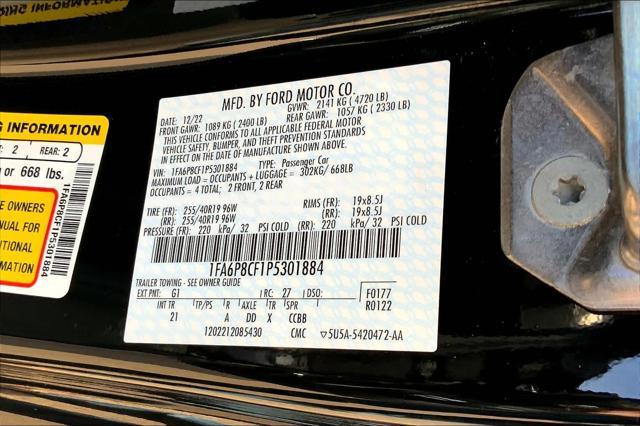 RING INFORMATION
G INFORMATION
2 REAR: 2
g or 668 lbs.
E OWNERS
ANUAL FOR
DITIONAL
RMATION
1FA6P8CF1P5301884
MFD. BY FORD MOTOR CO.
DATE: 12/22 GVWR: 2141 KG ( 4720 LB)
FRONT GAWR: 1089 KG ( 2400 LB) REAR GAWR: 1057 KG ( 2330 LB)
THIS VEHICLE CONFORMS TO ALL APPLICABLE FEDERAL MOTOR
VEHICLE SAFETY, BUMPER, AND THEFT PREVENTION STANDARDS
IN EFFECT ON THE DATE OF MANUFACTURE SHOWN ABOVE.
VIN: 1FA6P8CF1P5301884 TYPE: Passenger Car
MAXIMUM LOAD = OCCUPANTS + LUGGAGE = 302KG/ 668LB
OCCUPANTS = 4 TOTAL; 2 FRONT, 2 REAR
TIRE (FR): 255/40R19 96W RIMS (FR): 19x8.5J
(RR): 255/40R19 96W (RR): 19x8.5J
PRESSURE (FR): 220 kPa/ 32 PSI COLD (RR): 220 kPa/ 32 PSI COLD
1FA6P8CF1P5301884
TRAILER TOWING - SEE OWNER GUIDE
EXT PNT: G1 RC: 27 DSO: F0177
INT TR TP/PS R AXLE TR SPR R0122
21 A DD X CCBB
1202212085430 CMC ▽5U5A-5420472-AA